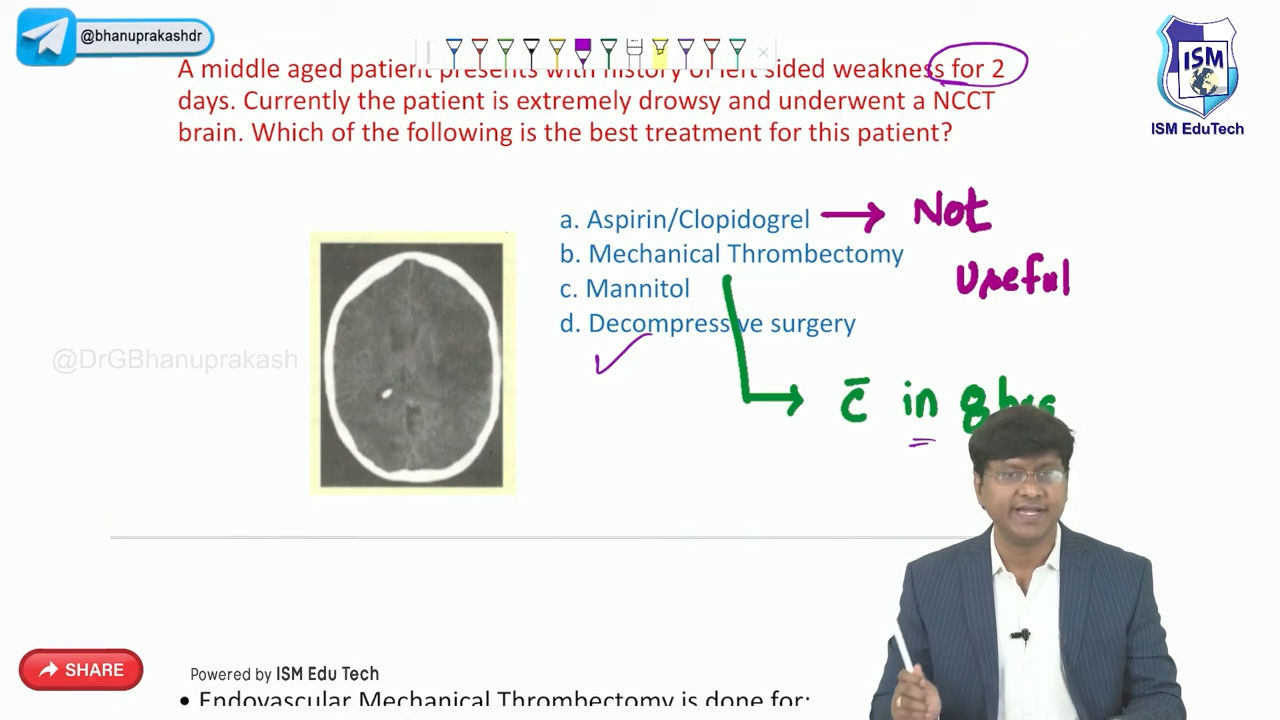 @bhanuprakashdr
A middle aged patient presents with history of left sided weakness for 2
days. Currently the patient is extremely drowsy and underwent a NCCT
brain. Which of the following is the best treatment for this patient?
ISM
ISM EduTech
a. Aspirin/Clopidogrel → Not
b. Mechanical Thrombectomy
Useful
c. Mannitol
d. Decompressive surgery
@DrGBhanuprakash
c̄ in 8 hrs
SHARE
Powered by ISM Edu Tech
• Endovascular Mechanical Thrombectomy is done for: